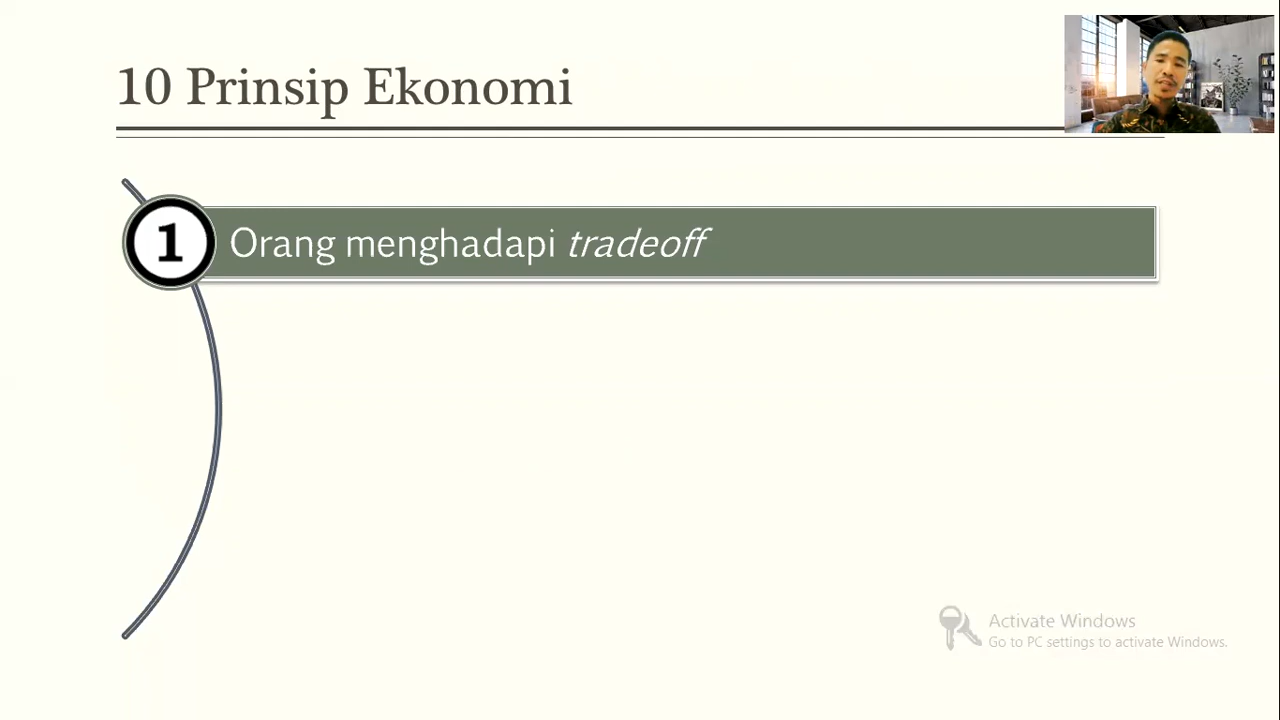 10 Prinsip Ekonomi
1
Orang menghadapi tradeoff
Activate Windows
Go to PC settings to activate Windows.